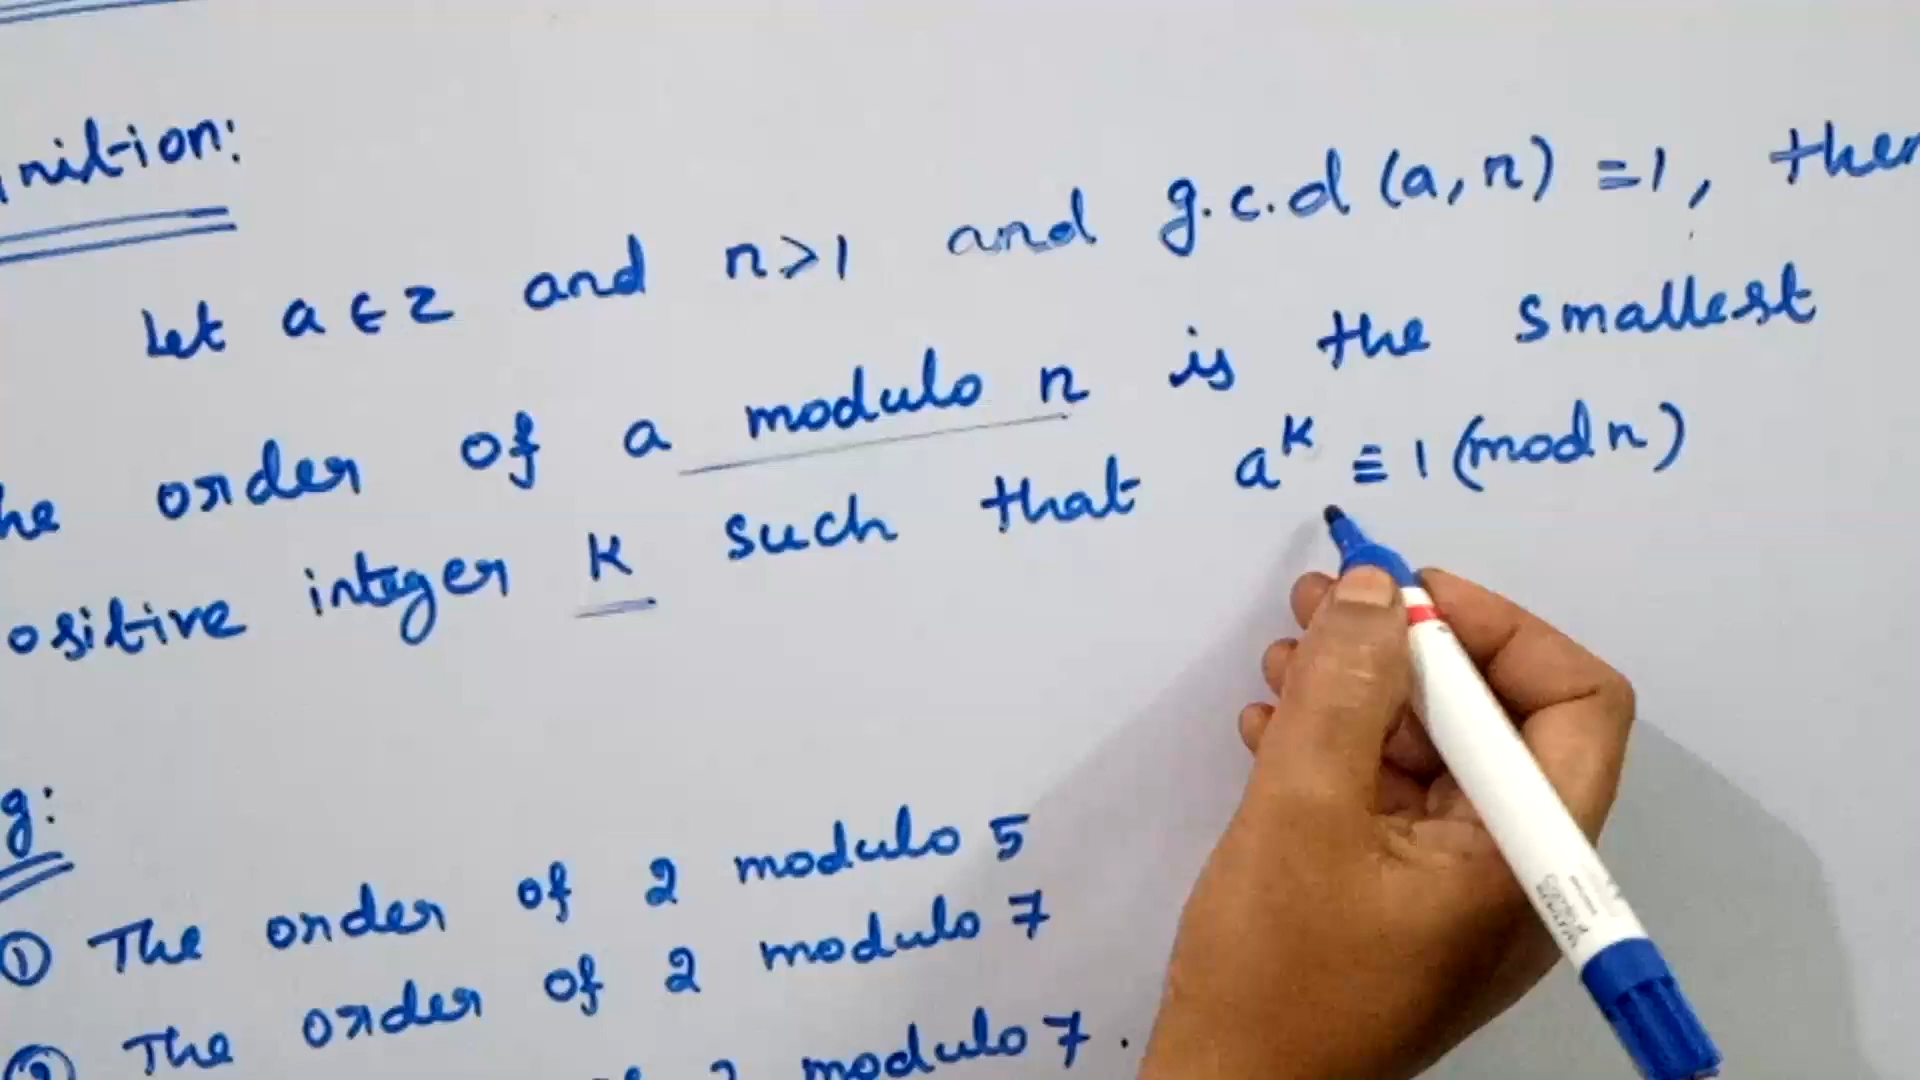 nition:
Let a ∈ Z and n>1 and g.c.d (a, n) = 1, then
he order of a modulo n is the smallest
ositive integer K such that a^K ≡ 1 (mod n)
g:
① The order of 2 modulo 5
② The order of 2 modulo 7
modulo 7.